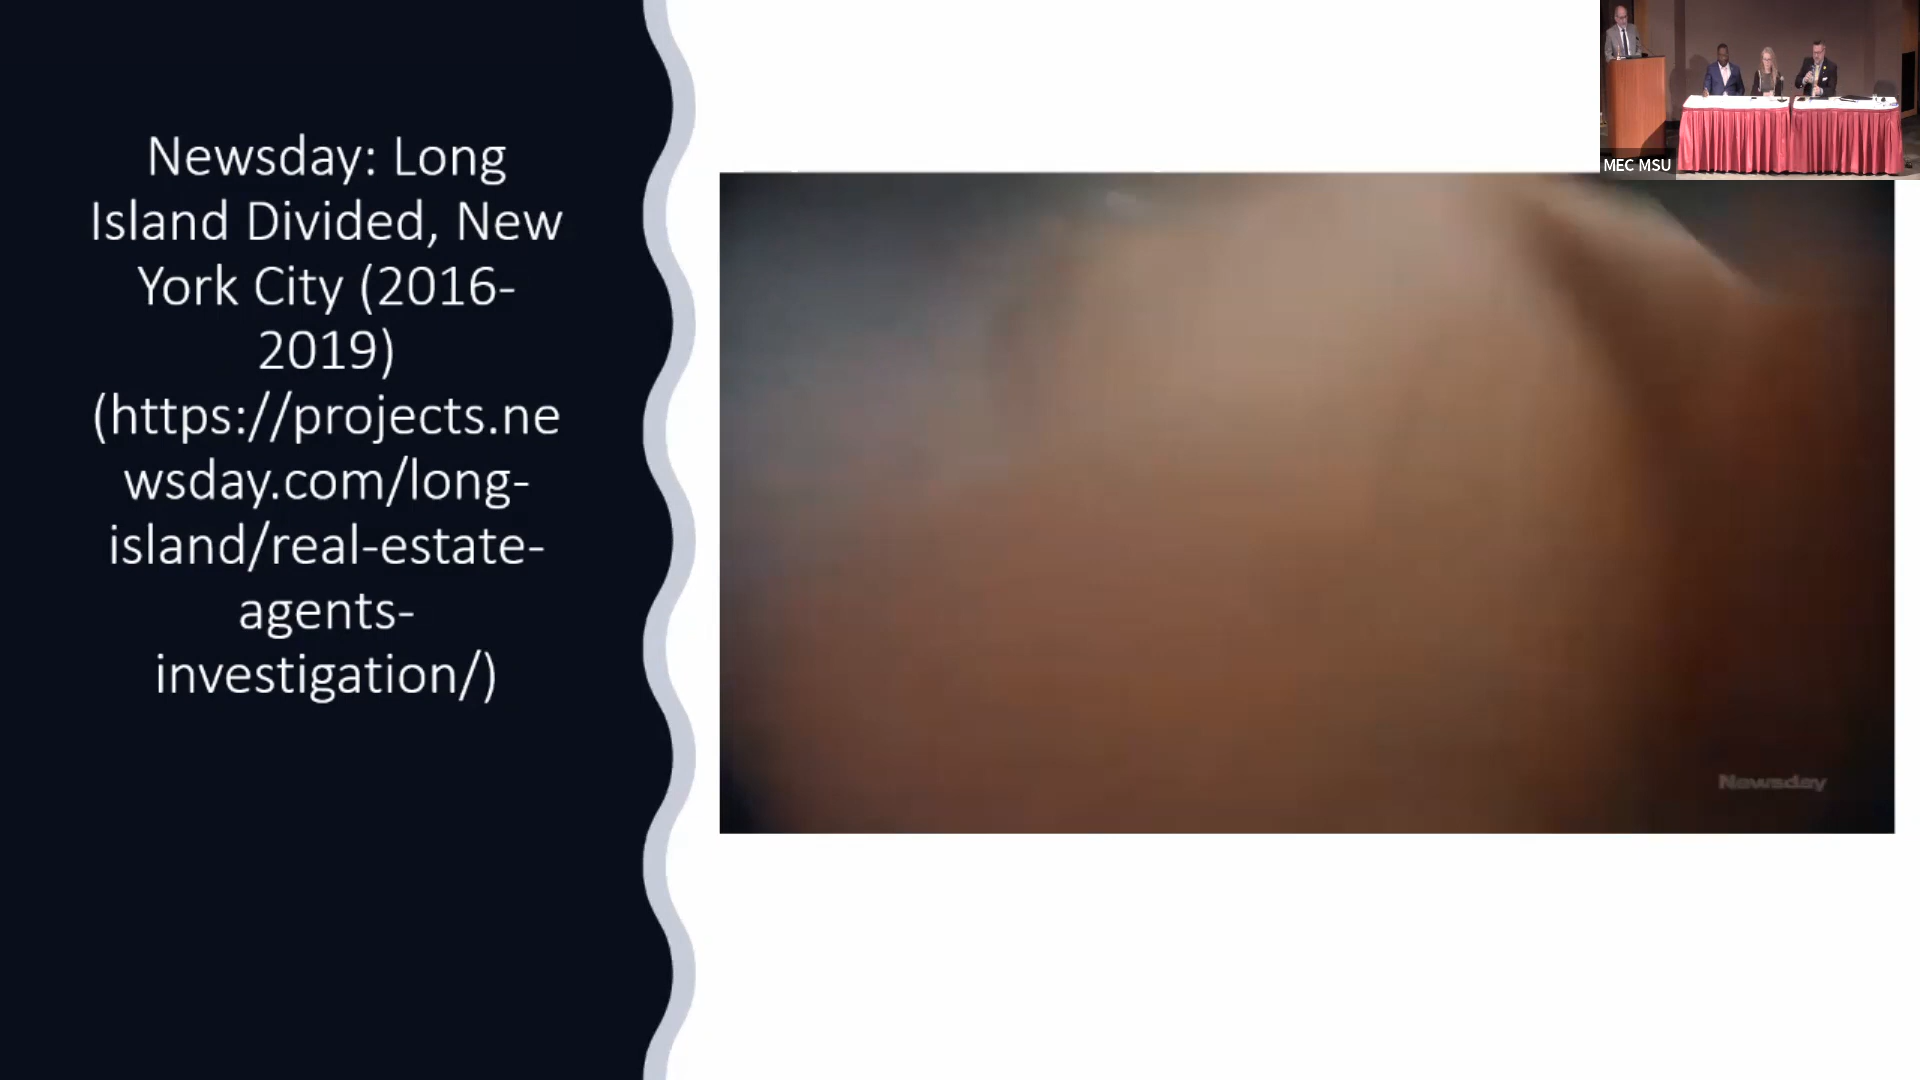 Newsday: Long
Island Divided, New
York City (2016-
2019)
(https://projects.ne
wsday.com/long-
island/real-estate-
agents-
investigation/)
MEC MSU
Newsday